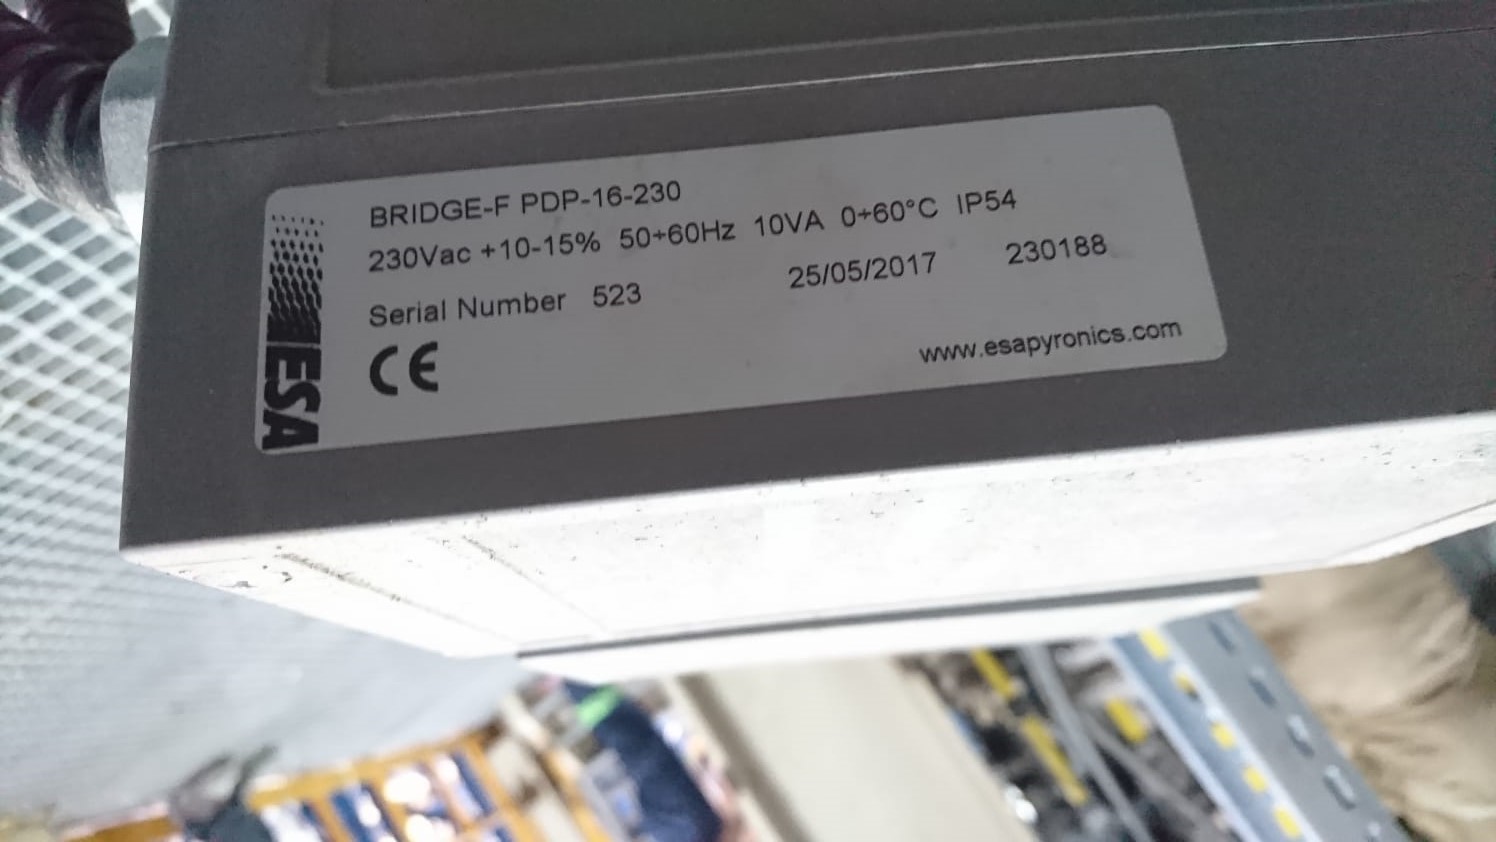 BRIDGE-F PDP-16-230
230Vac +10-15% 50÷60Hz 10VA 0÷60°C IP54
Serial Number 523 25/05/2017 230188
CE
www.esapyronics.com
ESA